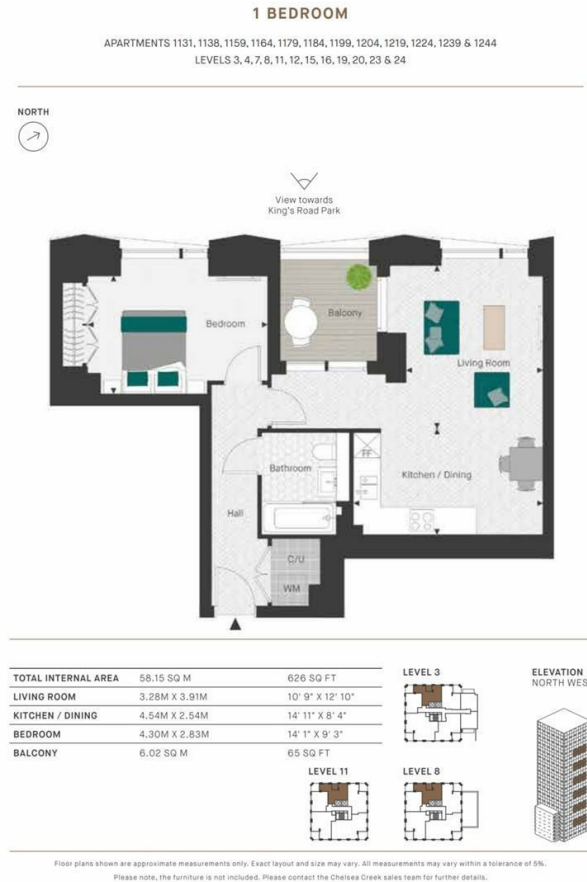 1 BEDROOM
APARTMENTS 1131, 1138, 1159, 1164, 1179, 1184, 1199, 1204, 1219, 1224, 1239 & 1244
LEVELS 3, 4, 7, 8, 11, 12, 15, 16, 19, 20, 23 & 24
NORTH
View towards
King's Road Park
Bedroom
Balcony
Living Room
Bathroom
FF
Kitchen / Dining
Hall
C/U
WM
TOTAL INTERNAL AREA 58.15 SQ M 626 SQ FT
LIVING ROOM 3.28M X 3.91M 10' 9" X 12' 10"
KITCHEN / DINING 4.54M X 2.54M 14' 11" X 8' 4"
BEDROOM 4.30M X 2.83M 14' 1" X 9' 3"
BALCONY 6.02 SQ M 65 SQ FT
LEVEL 3
ELEVATION
NORTH WES
LEVEL 11
LEVEL 8
Floor plans shown are approximate measurements only. Exact layout and size may vary. All measurements may vary within a tolerance of 5%.
Please note, the furniture is not included. Please contact the Chelsea Creek sales team for further details.